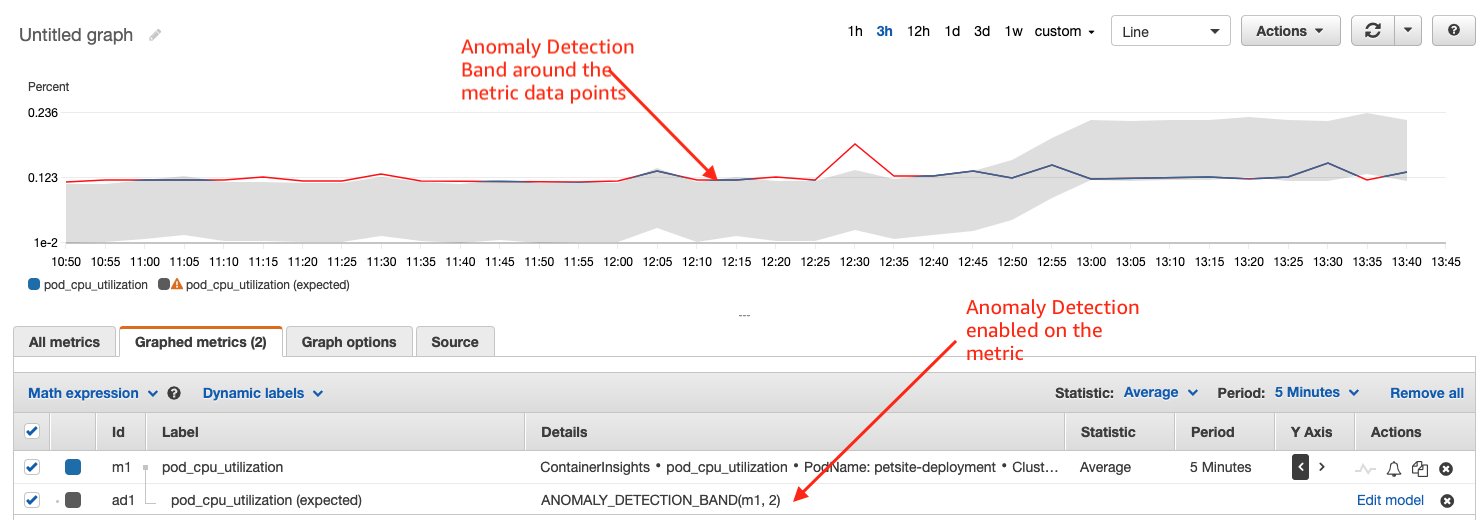 Untitled graph
1h 3h 12h 1d 3d 1w custom
Line
Actions
?
Anomaly Detection
Band around the
metric data points
Percent
0.236
0.123
1e-2
10:50 10:55 11:00 11:05 11:10 11:15 11:20 11:25 11:30 11:35 11:40 11:45 11:50 11:55 12:00 12:05 12:10 12:15 12:20 12:25 12:30 12:35 12:40 12:45 12:50 12:55 13:00 13:05 13:10 13:15 13:20 13:25 13:30 13:35 13:40 13:45
pod_cpu_utilization pod_cpu_utilization (expected)
Anomaly Detection
enabled on the
metric
All metrics Graphed metrics (2) Graph options Source
Math expression ? Dynamic labels Statistic: Average Period: 5 Minutes Remove all
Id Label Details Statistic Period Y Axis Actions
m1 pod_cpu_utilization ContainerInsights • pod_cpu_utilization • PodName: petsite-deployment • Clust… Average 5 Minutes < >
ad1 pod_cpu_utilization (expected) ANOMALY_DETECTION_BAND(m1, 2) Edit model